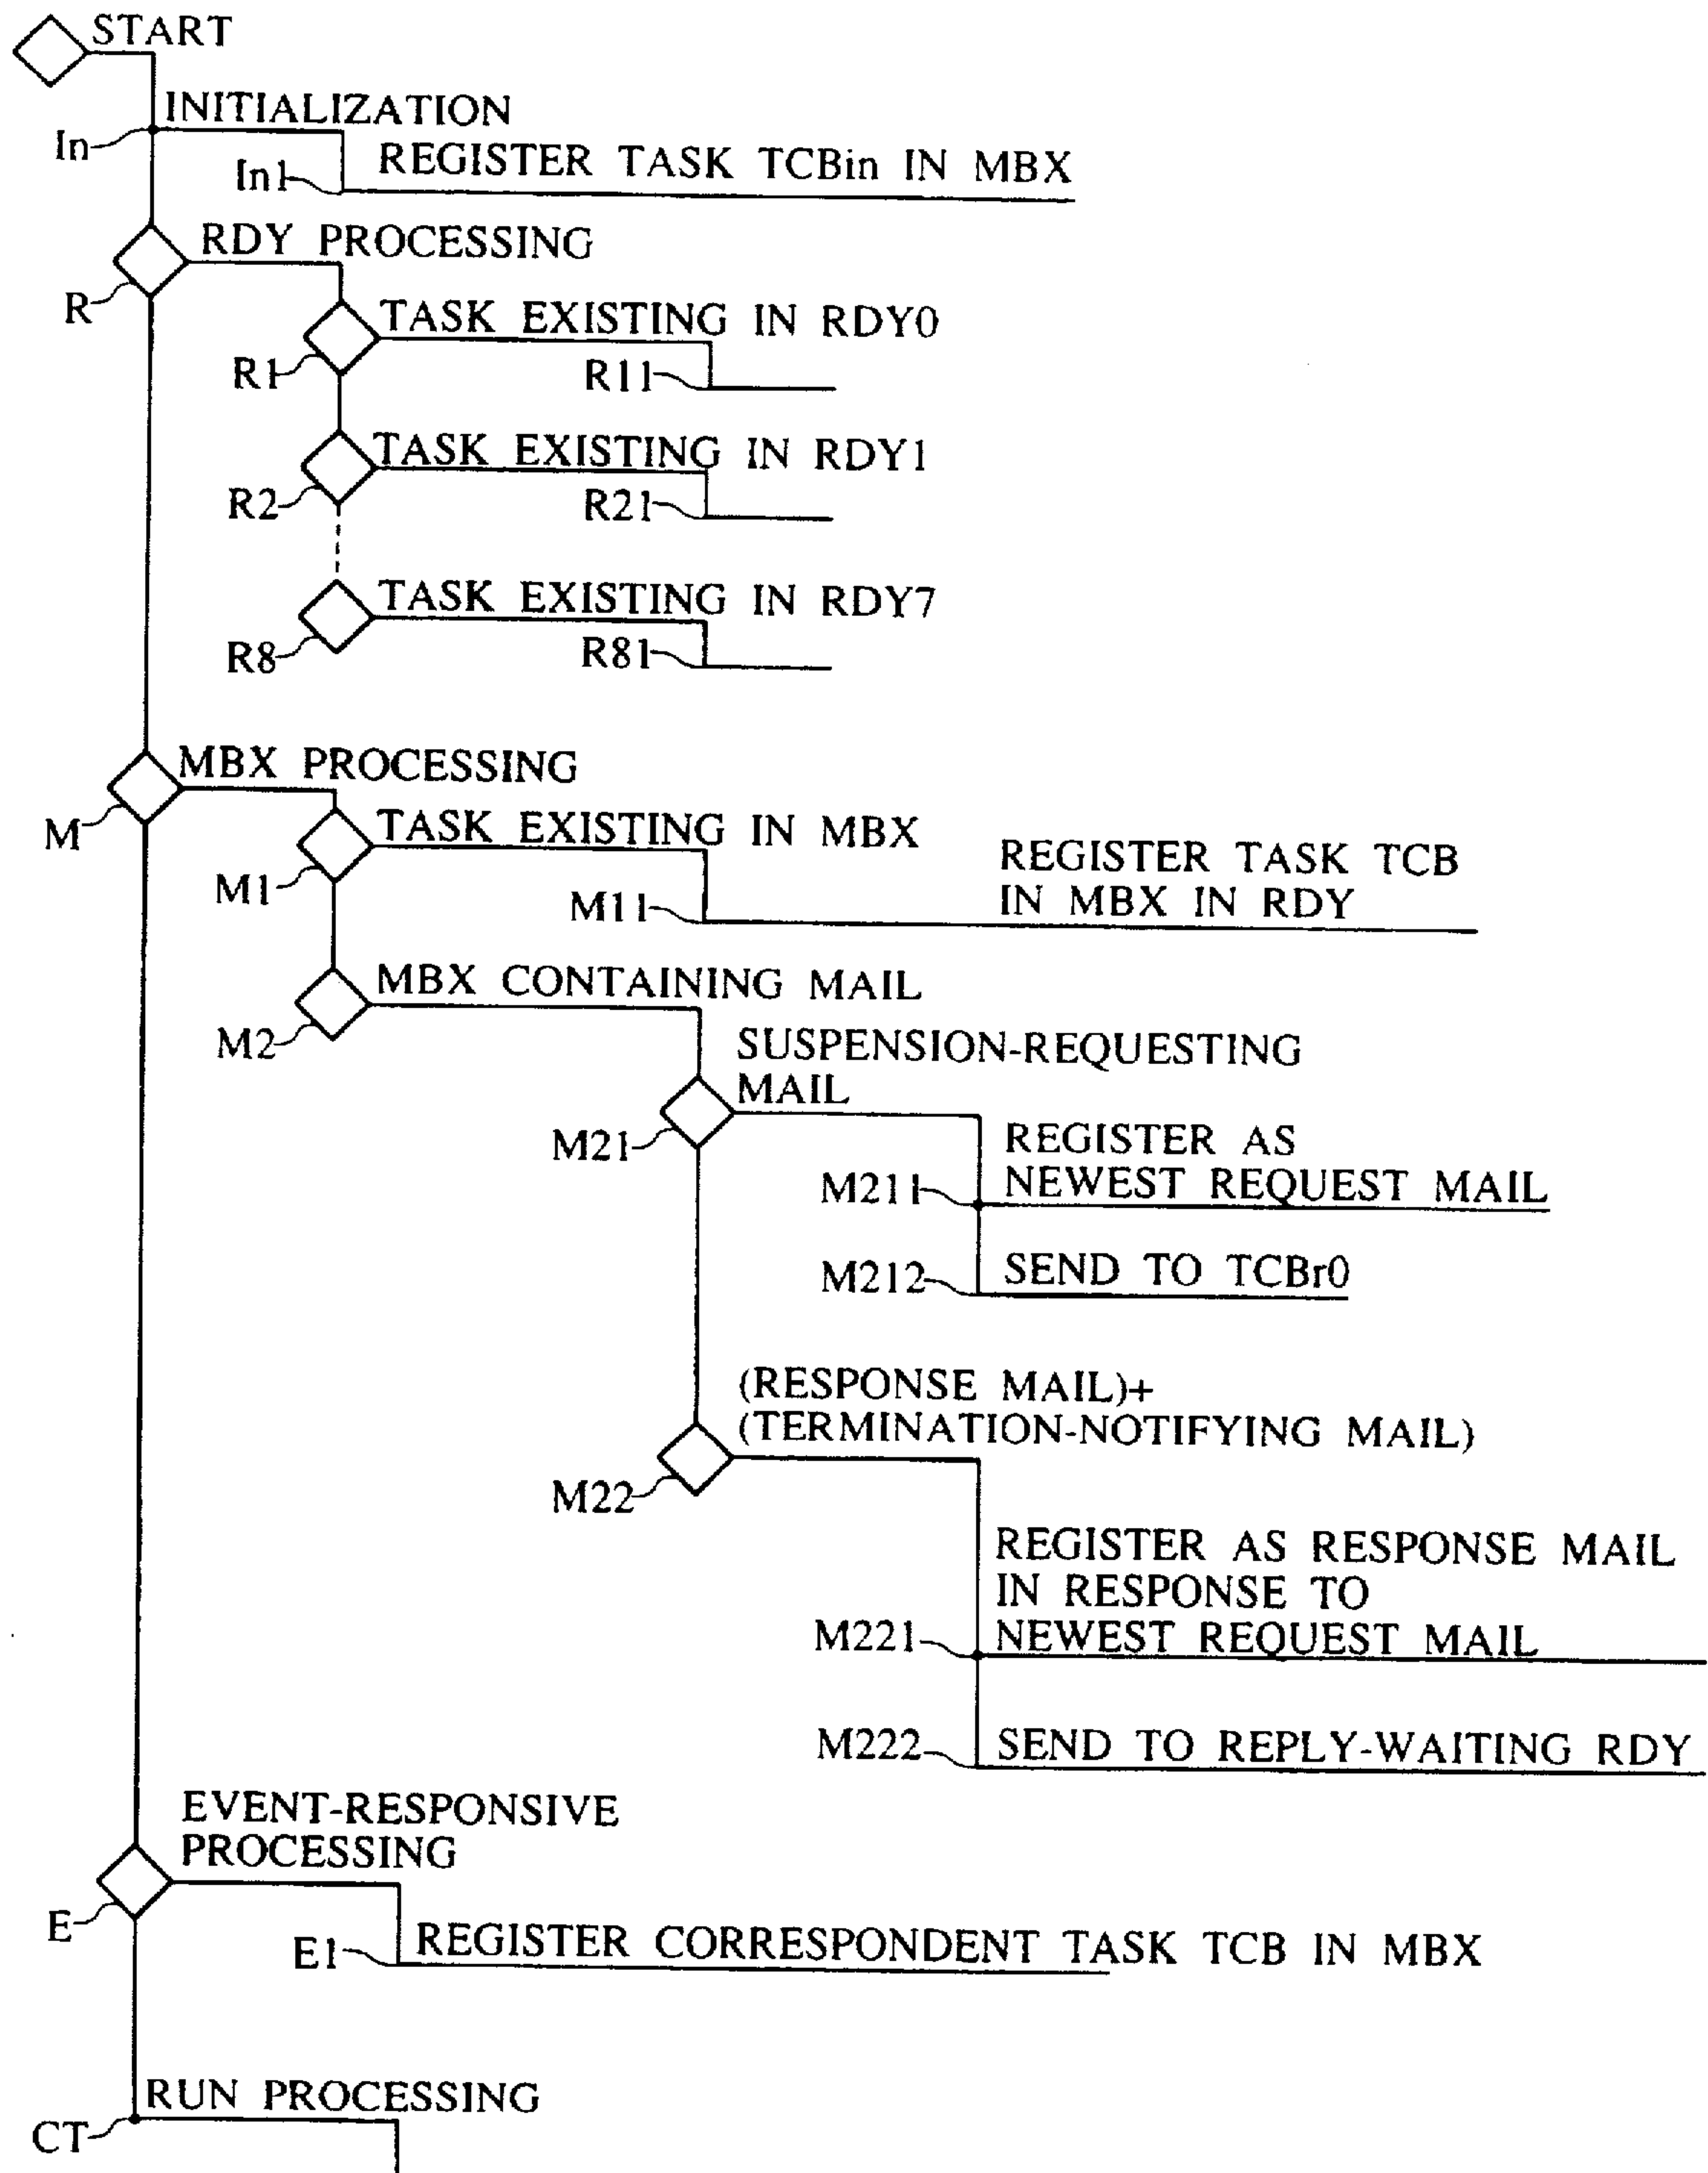 START
INITIALIZATION
In
REGISTER TASK TCBin IN MBX
In1
RDY PROCESSING
R
TASK EXISTING IN RDY0
R1
R11
TASK EXISTING IN RDY1
R2
R21
TASK EXISTING IN RDY7
R8
R81
MBX PROCESSING
M
TASK EXISTING IN MBX
M1
REGISTER TASK TCB
IN MBX IN RDY
M11
MBX CONTAINING MAIL
M2
SUSPENSION-REQUESTING
MAIL
M21
REGISTER AS
NEWEST REQUEST MAIL
M211
SEND TO TCBr0
M212
(RESPONSE MAIL)+
(TERMINATION-NOTIFYING MAIL)
M22
REGISTER AS RESPONSE MAIL
IN RESPONSE TO
NEWEST REQUEST MAIL
M221
SEND TO REPLY-WAITING RDY
M222
EVENT-RESPONSIVE
PROCESSING
E
REGISTER CORRESPONDENT TASK TCB IN MBX
E1
RUN PROCESSING
CT